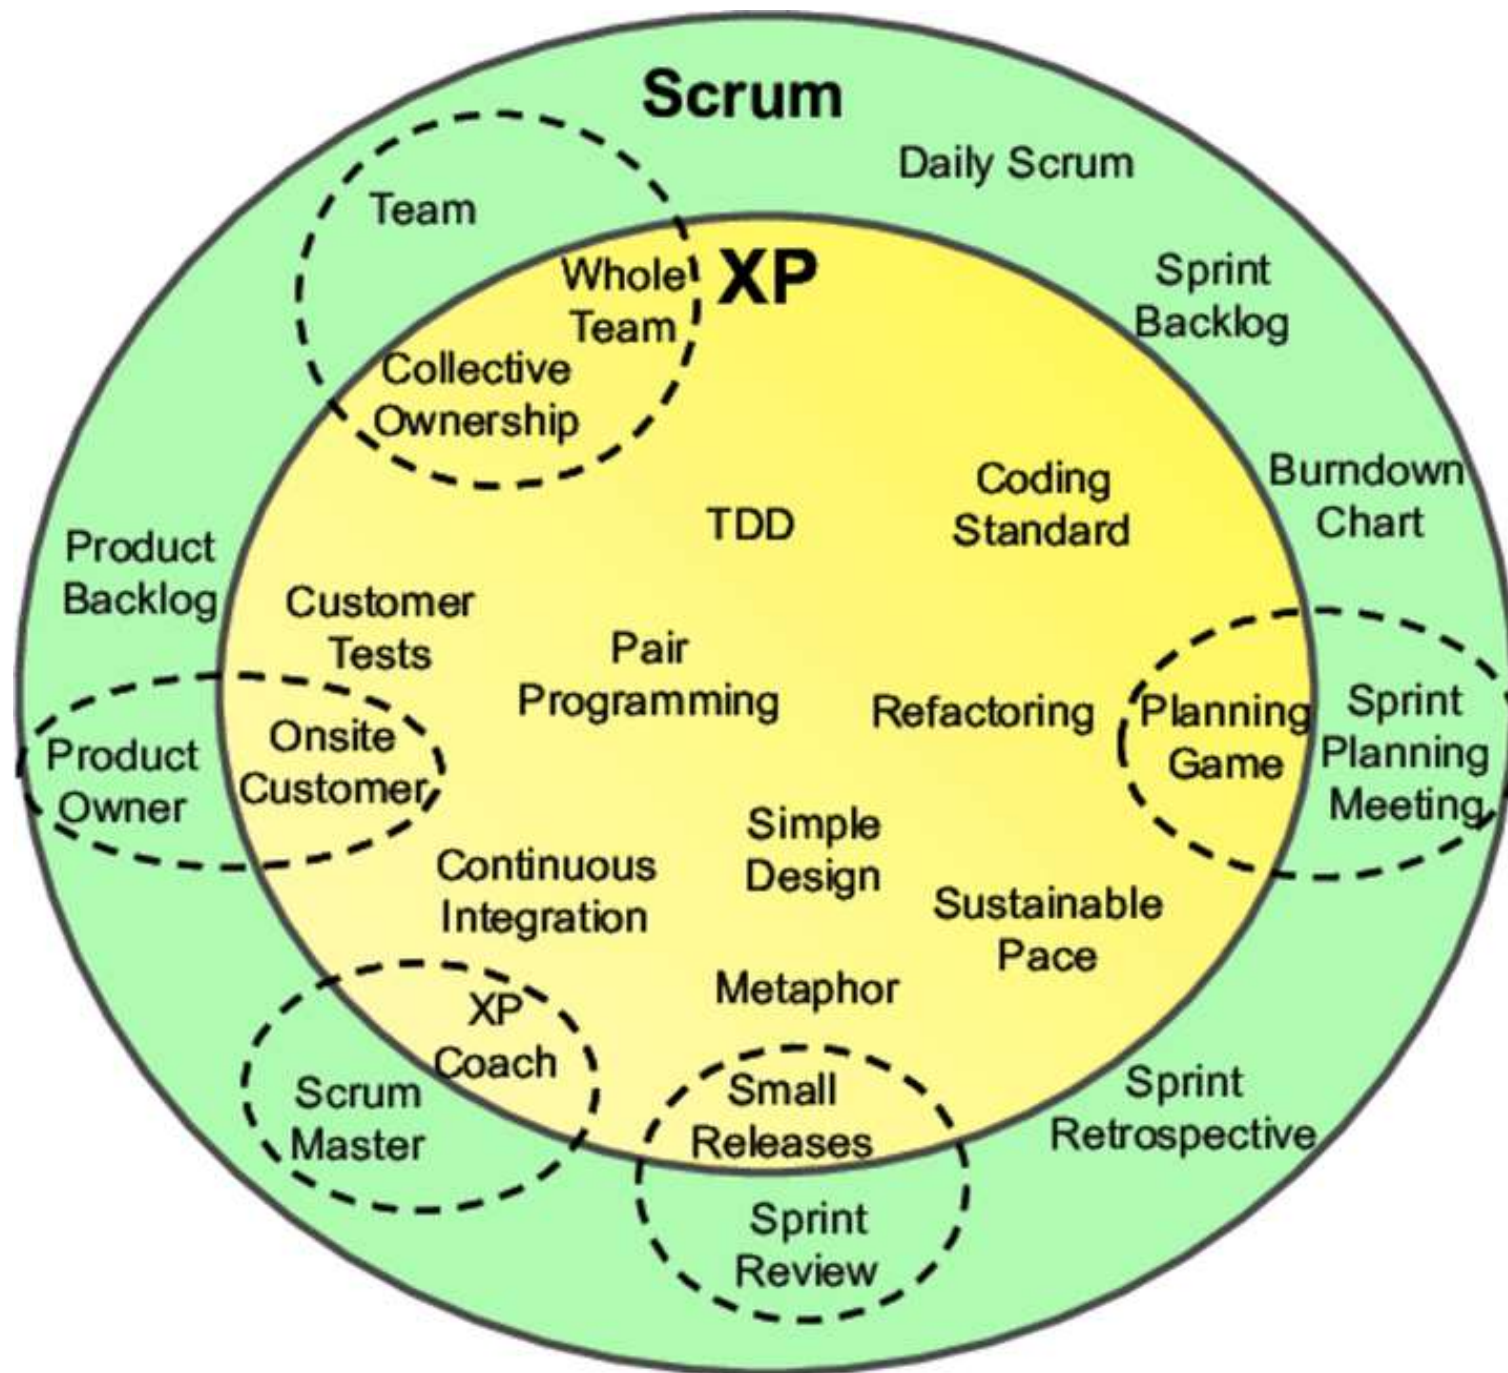 Scrum
Daily Scrum
Team
Sprint
Backlog
XP
Whole
Team
Collective
Ownership
Burndown
Chart
Coding
Standard
TDD
Product
Backlog
Customer
Tests
Pair
Programming
Refactoring
Planning
Game
Sprint
Planning
Meeting
Product
Owner
Onsite
Customer
Simple
Design
Continuous
Integration
Sustainable
Pace
Metaphor
XP
Coach
Scrum
Master
Small
Releases
Sprint
Retrospective
Sprint
Review